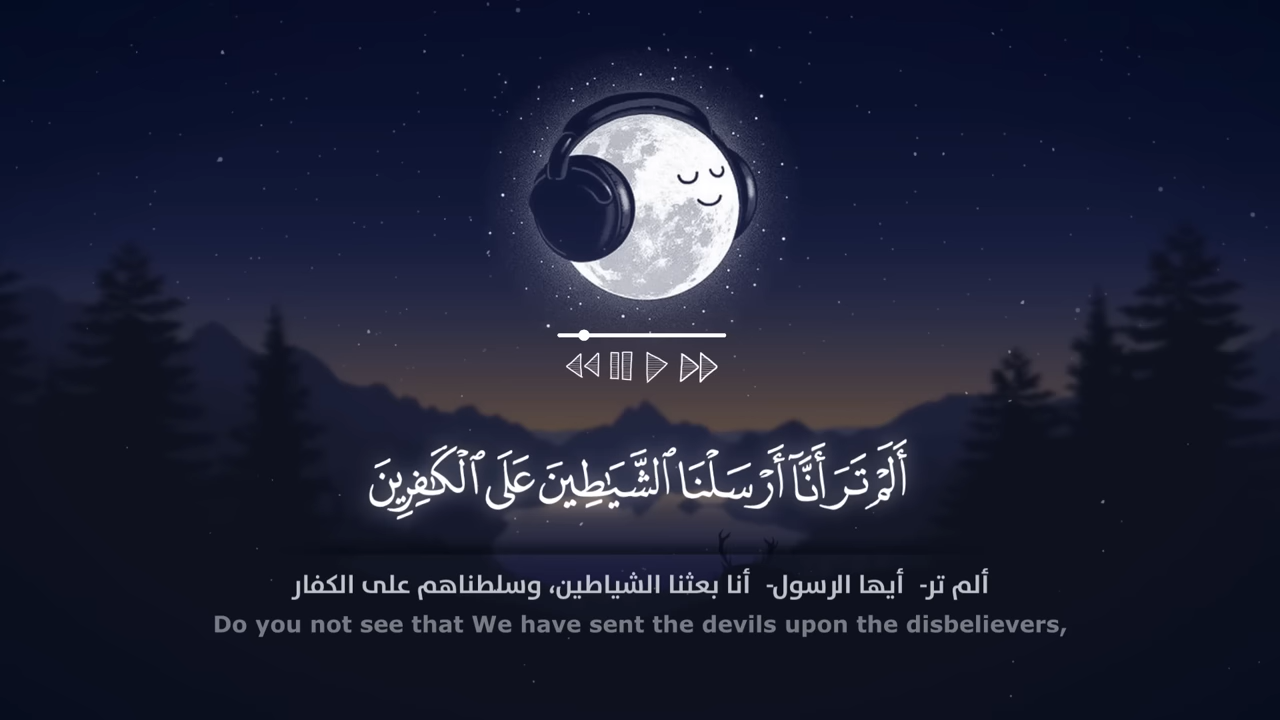 أَلَمْ تَرَ أَنَّآ أَرْسَلْنَا ٱلشَّيَـٰطِينَ عَلَى ٱلْكَـٰفِرِينَ
ألم تر- أيها الرسول- أنا بعثنا الشياطين، وسلطناهم على الكفار
Do you not see that We have sent the devils upon the disbelievers,